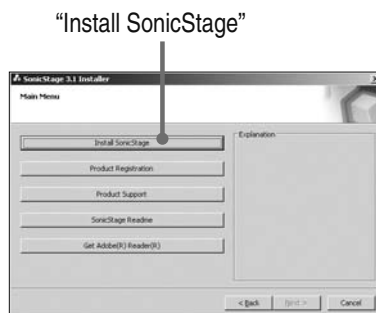 “Install SonicStage”
SonicStage 3.1 Installer
Main Menu
Install SonicStage
Explanation
Product Registration
Product Support
SonicStage Readme
Get Adobe(R) Reader(R)
< Back
Next >
Cancel